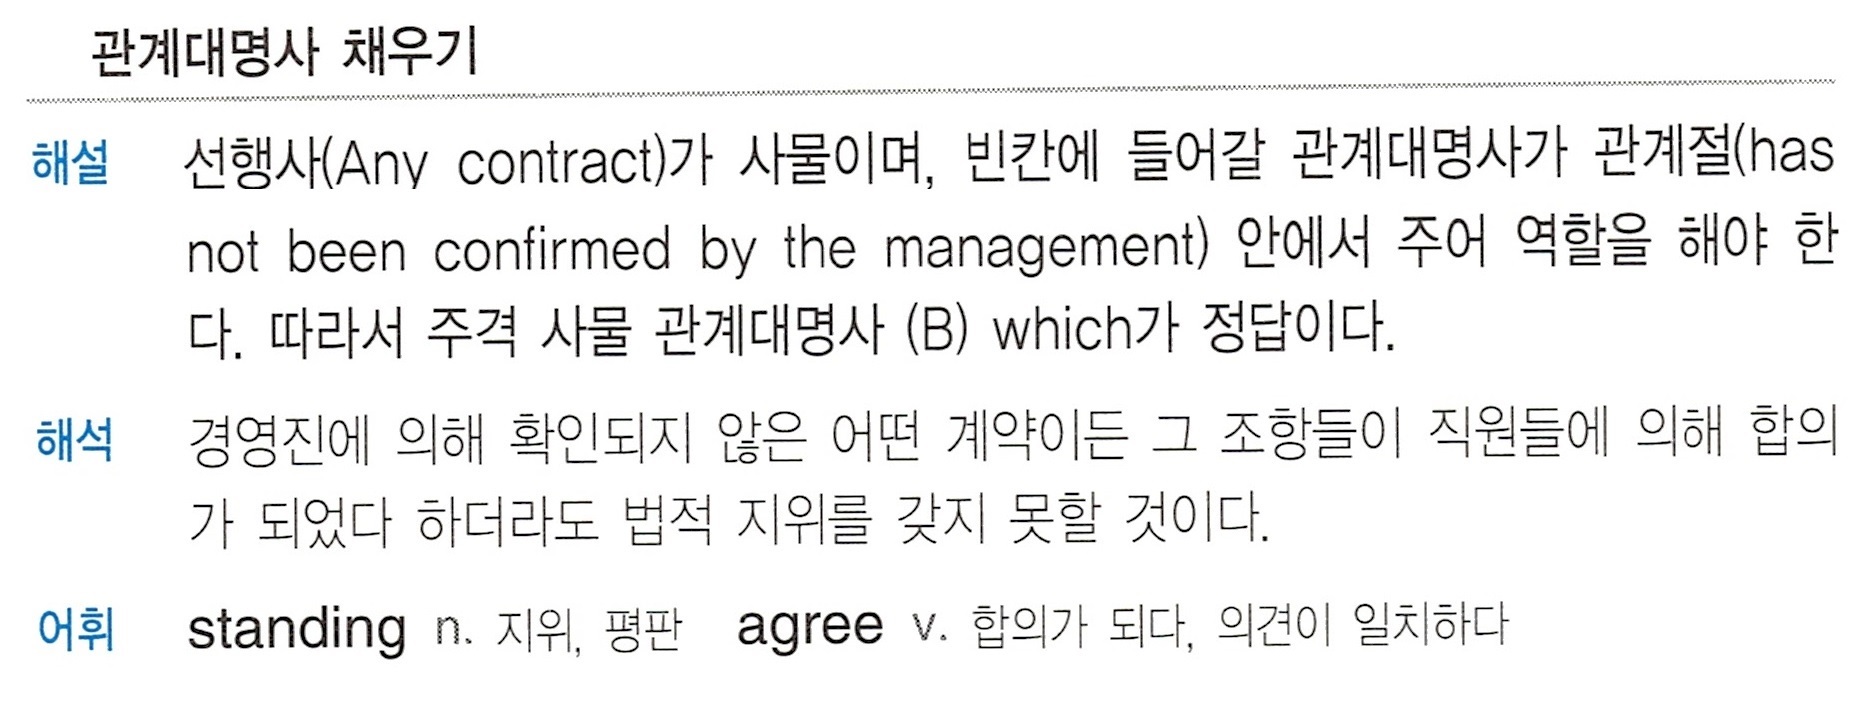 관계대명사 채우기
해설 선행사(Any contract)가 사물이며, 빈칸에 들어갈 관계대명사가 관계절(has
not been confirmed by the management) 안에서 주어 역할을 해야 한
다. 따라서 주격 사물 관계대명사 (B) which가 정답이다.
해석 경영진에 의해 확인되지 않은 어떤 계약이든 그 조항들이 직원들에 의해 합의
가 되었다 하더라도 법적 지위를 갖지 못할 것이다.
어휘 standing n. 지위, 평판 agree v. 합의가 되다, 의견이 일치하다